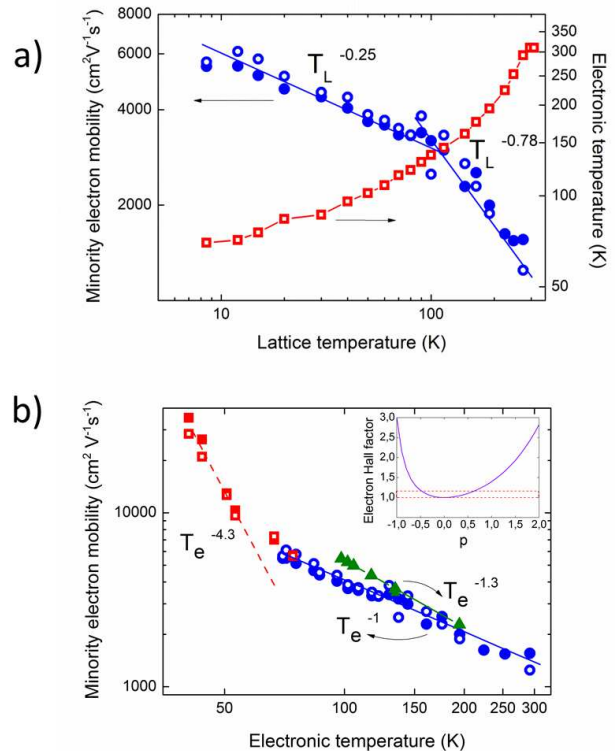 a)
8000
6000
4000
2000
Minority electron mobility (cm²V⁻¹s⁻¹)
T_L^-0.25
T_L^-0.78
350
300
250
200
150
100
50
Electronic temperature (K)
10
100
Lattice temperature (K)
b)
10000
1000
Minority electron mobility (cm² V⁻¹s⁻¹)
T_e^-4.3
T_e^-1.3
T_e^-1
3,0
2,5
2,0
1,5
1,0
Electron Hall factor
-1,0 -0,5 0,0 0,5 1,0 1,5 2,0
p
50 100 150 200 250 300
Electronic temperature (K)